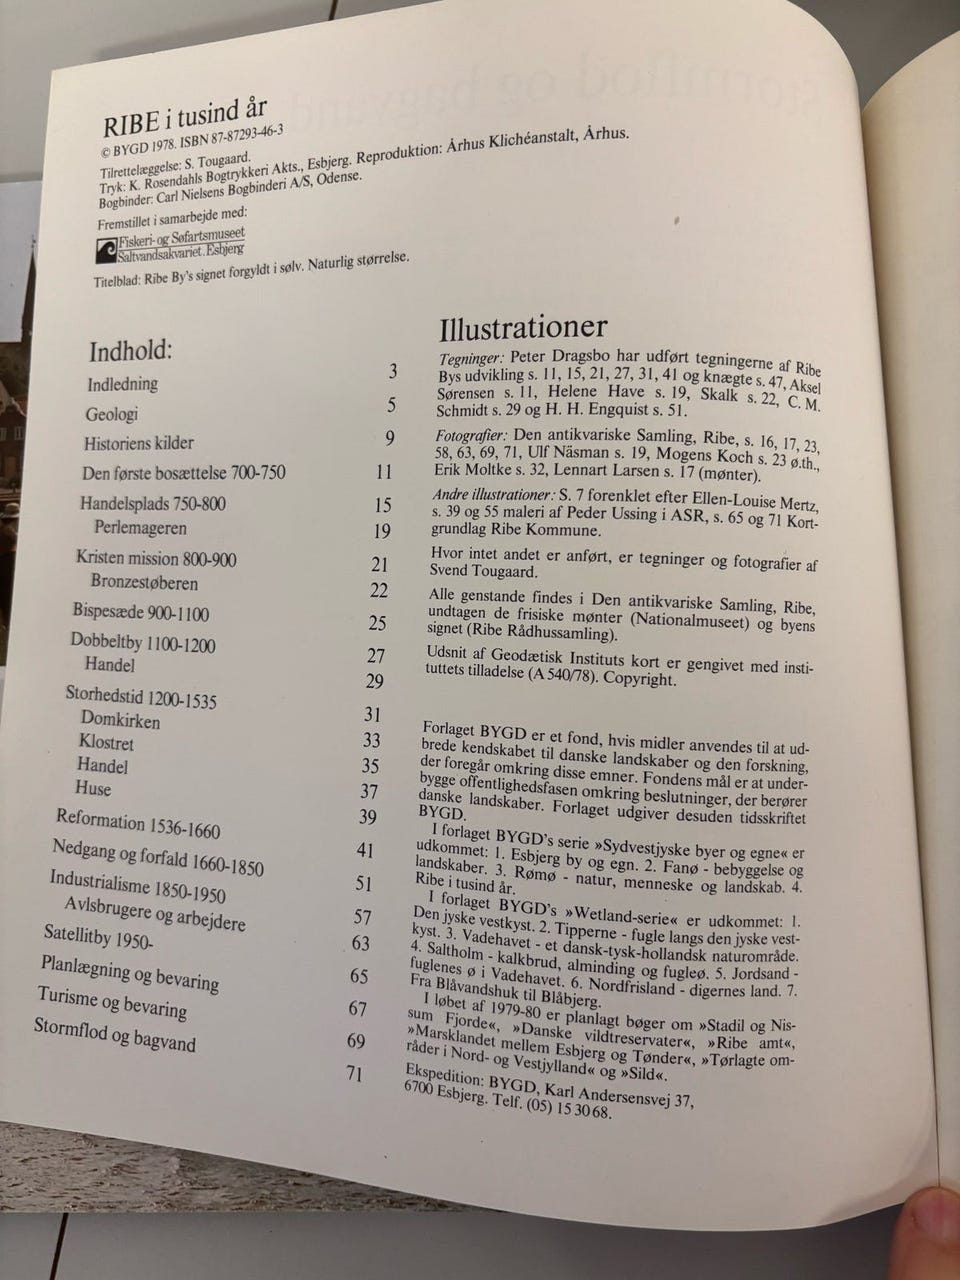 RIBE i tusind år
© BYGD 1978. ISBN 87-87293-46-3
Tilrettelæggelse: S. Tougaard.
Tryk: K. Rosendahls Bogtrykkeri Akts., Esbjerg. Reproduktion: Århus Klichéanstalt, Århus.
Bogbinder: Carl Nielsens Bogbinderi A/S, Odense.
Fremstillet i samarbejde med:
Fiskeri- og Søfartsmuseet
Saltvandsakvariet. Esbjerg
Titelblad: Ribe By's signet forgyldt i sølv. Naturlig størrelse.
Indhold:
Indledning 3
Geologi 5
Historiens kilder 9
Den første bosættelse 700-750 11
Handelsplads 750-800 15
Perlemageren 19
Kristen mission 800-900 21
Bronzestøberen 22
Bispesæde 900-1100 25
Dobbeltby 1100-1200 27
Handel 29
Storhedstid 1200-1535 31
Domkirken 33
Klostret 35
Handel 37
Huse 39
Reformation 1536-1660 41
Nedgang og forfald 1660-1850 51
Industrialisme 1850-1950 57
Avlsbrugere og arbejdere 63
Satellitby 1950- 65
Planlægning og bevaring 67
Turisme og bevaring 69
Stormflod og bagvand 71
Illustrationer
Tegninger: Peter Dragsbo har udført tegningerne af Ribe
Bys udvikling s. 11, 15, 21, 27, 31, 41 og knægte s. 47, Aksel
Sørensen s. 11, Helene Have s. 19, Skalk s. 22, C. M.
Schmidt s. 29 og H. H. Engquist s. 51.
Fotografier: Den antikvariske Samling, Ribe, s. 16, 17, 23,
58, 63, 69, 71, Ulf Näsman s. 19, Mogens Koch s. 23 ø.th.,
Erik Moltke s. 32, Lennart Larsen s. 17 (mønter).
Andre illustrationer: S. 7 forenklet efter Ellen-Louise Mertz,
s. 39 og 55 maleri af Peder Ussing i ASR, s. 65 og 71 Kort-
grundlag Ribe Kommune.
Hvor intet andet er anført, er tegninger og fotografier af
Svend Tougaard.
Alle genstande findes i Den antikvariske Samling, Ribe,
undtagen de frisiske mønter (Nationalmuseet) og byens
signet (Ribe Rådhussamling).
Udsnit af Geodætisk Instituts kort er gengivet med insti-
tuttets tilladelse (A 540/78). Copyright.
Forlaget BYGD er et fond, hvis midler anvendes til at ud-
brede kendskabet til danske landskaber og den forskning,
der foregår omkring disse emner. Fondens mål er at under-
bygge offentlighedsfasen omkring beslutninger, der berører
danske landskaber. Forlaget udgiver desuden tidsskriftet
BYGD.
I forlaget BYGD's serie »Sydvestjyske byer og egne« er
udkommet: 1. Esbjerg by og egn. 2. Fanø - bebyggelse og
landskaber. 3. Rømø - natur, menneske og landskab. 4.
Ribe i tusind år.
I forlaget BYGD's »Wetland-serie« er udkommet: 1.
Den jyske vestkyst. 2. Tipperne - fugle langs den jyske vest-
kyst. 3. Vadehavet - et dansk-tysk-hollandsk naturområde.
4. Saltholm - kalkbrud, alminding og fugleø. 5. Jordsand -
fuglenes ø i Vadehavet. 6. Nordfrisland - digernes land. 7.
Fra Blåvandshuk til Blåbjerg.
I løbet af 1979-80 er planlagt bøger om »Stadil og Nis-
sum Fjorde«, »Danske vildtreservater«, »Ribe amt«,
»Marsklandet mellem Esbjerg og Tønder«, »Tørlagte om-
råder i Nord- og Vestjylland« og »Sild«.
Ekspedition: BYGD, Karl Andersensvej 37,
6700 Esbjerg. Telf. (05) 15 30 68.